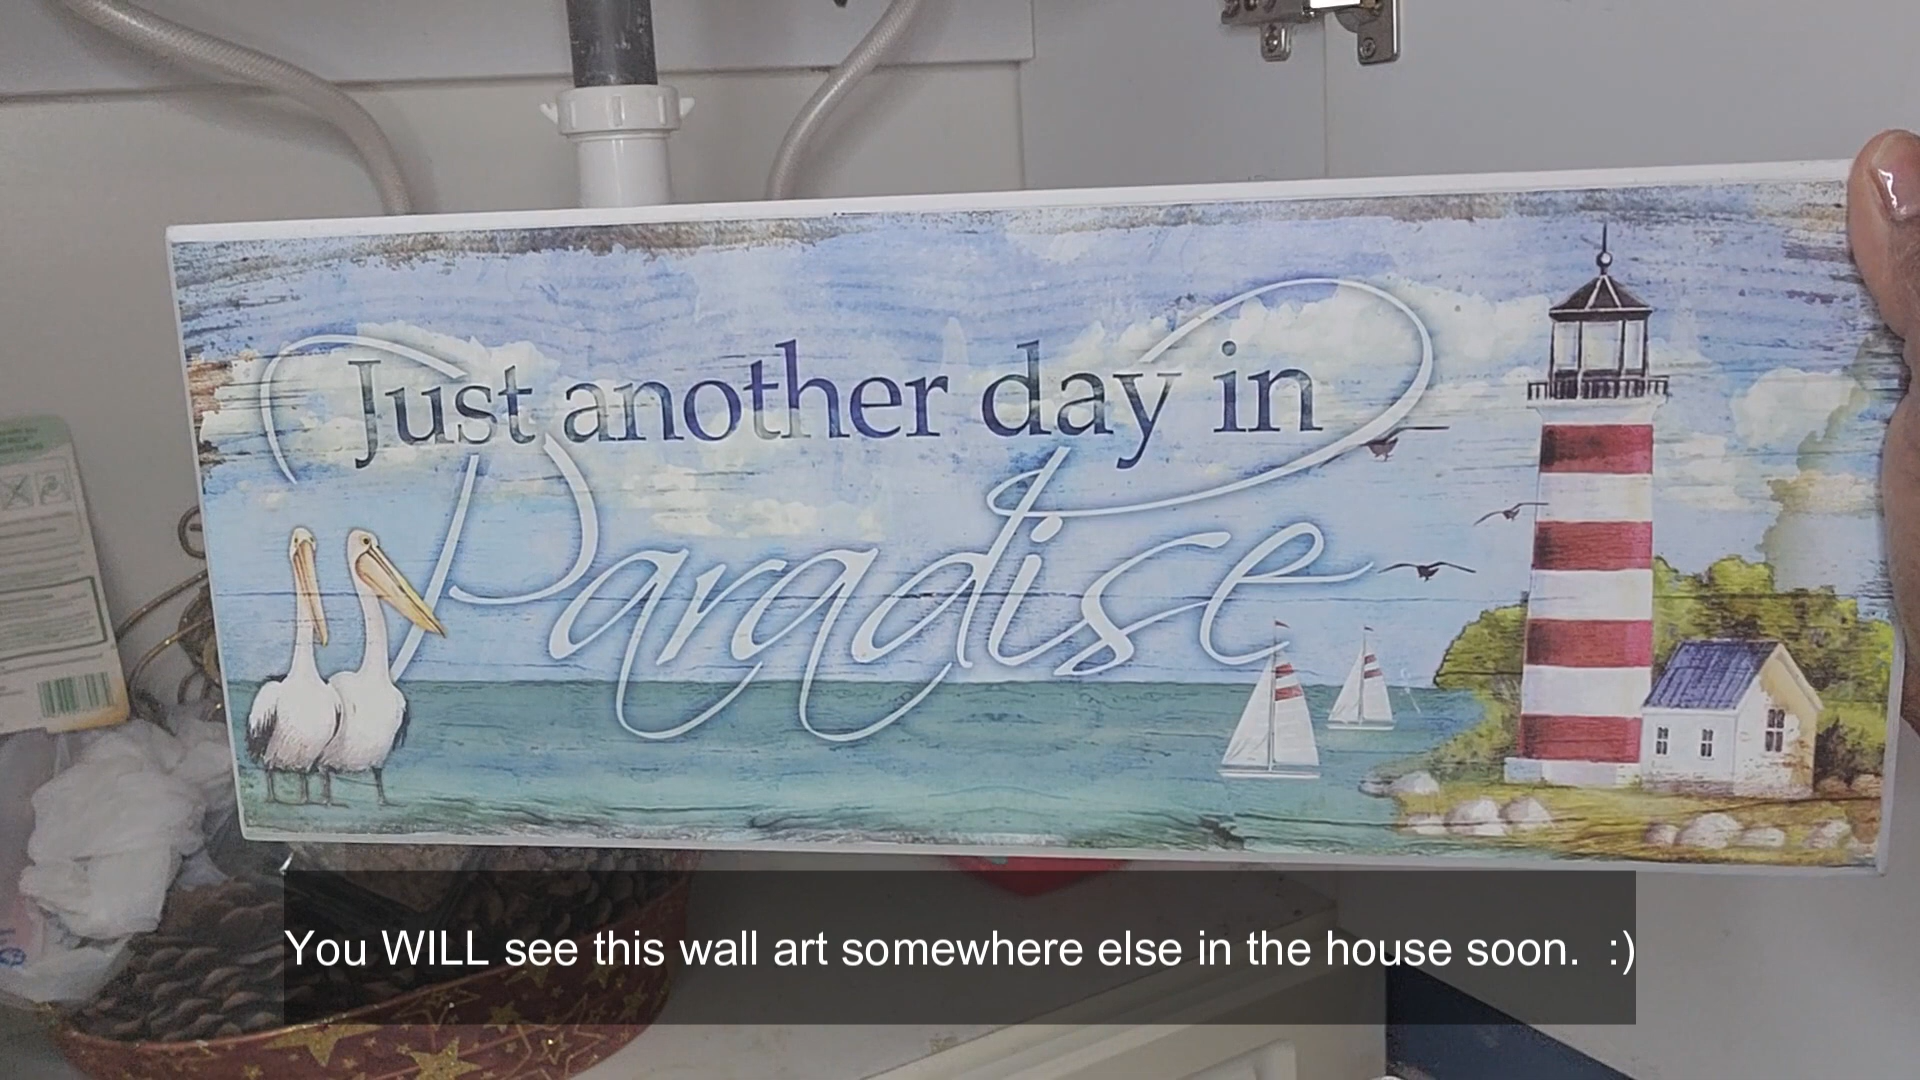 Just another day in
Paradise
You WILL see this wall art somewhere else in the house soon.  :)